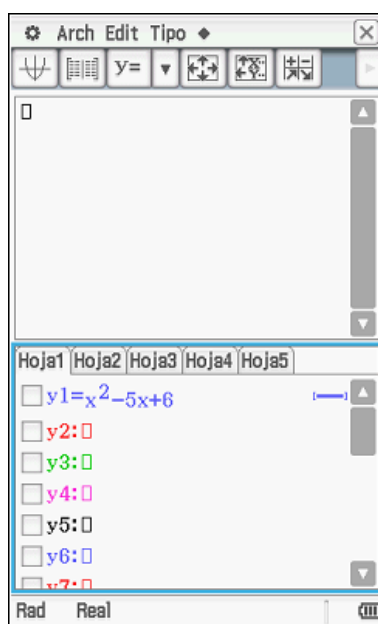 Arch Edit Tipo ◆
Y=
Hoja1 Hoja2 Hoja3 Hoja4 Hoja5
y1=x²-5x+6
y2:▯
y3:▯
y4:▯
y5:▯
y6:▯
y7:▯
Rad Real